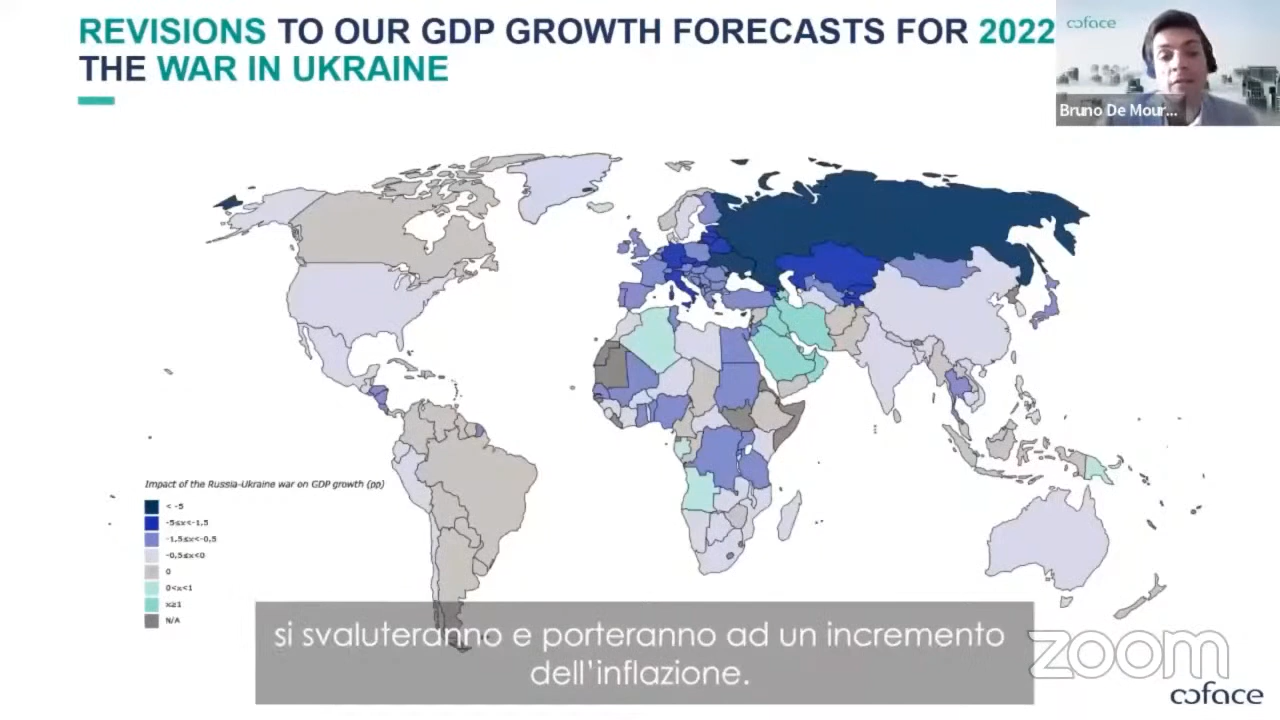 REVISIONS TO OUR GDP GROWTH FORECASTS FOR 2022
THE WAR IN UKRAINE
coface
Bruno De Mour...
Impact of the Russia-Ukraine war on GDP growth (pp)
< -5
-5≤x<-1,5
-1,5≤x<-0,5
-0,5≤x<0
0
0<x<1
x≥1
N/A
si svaluteranno e porteranno ad un incremento
dell'inflazione.
zoom
coface